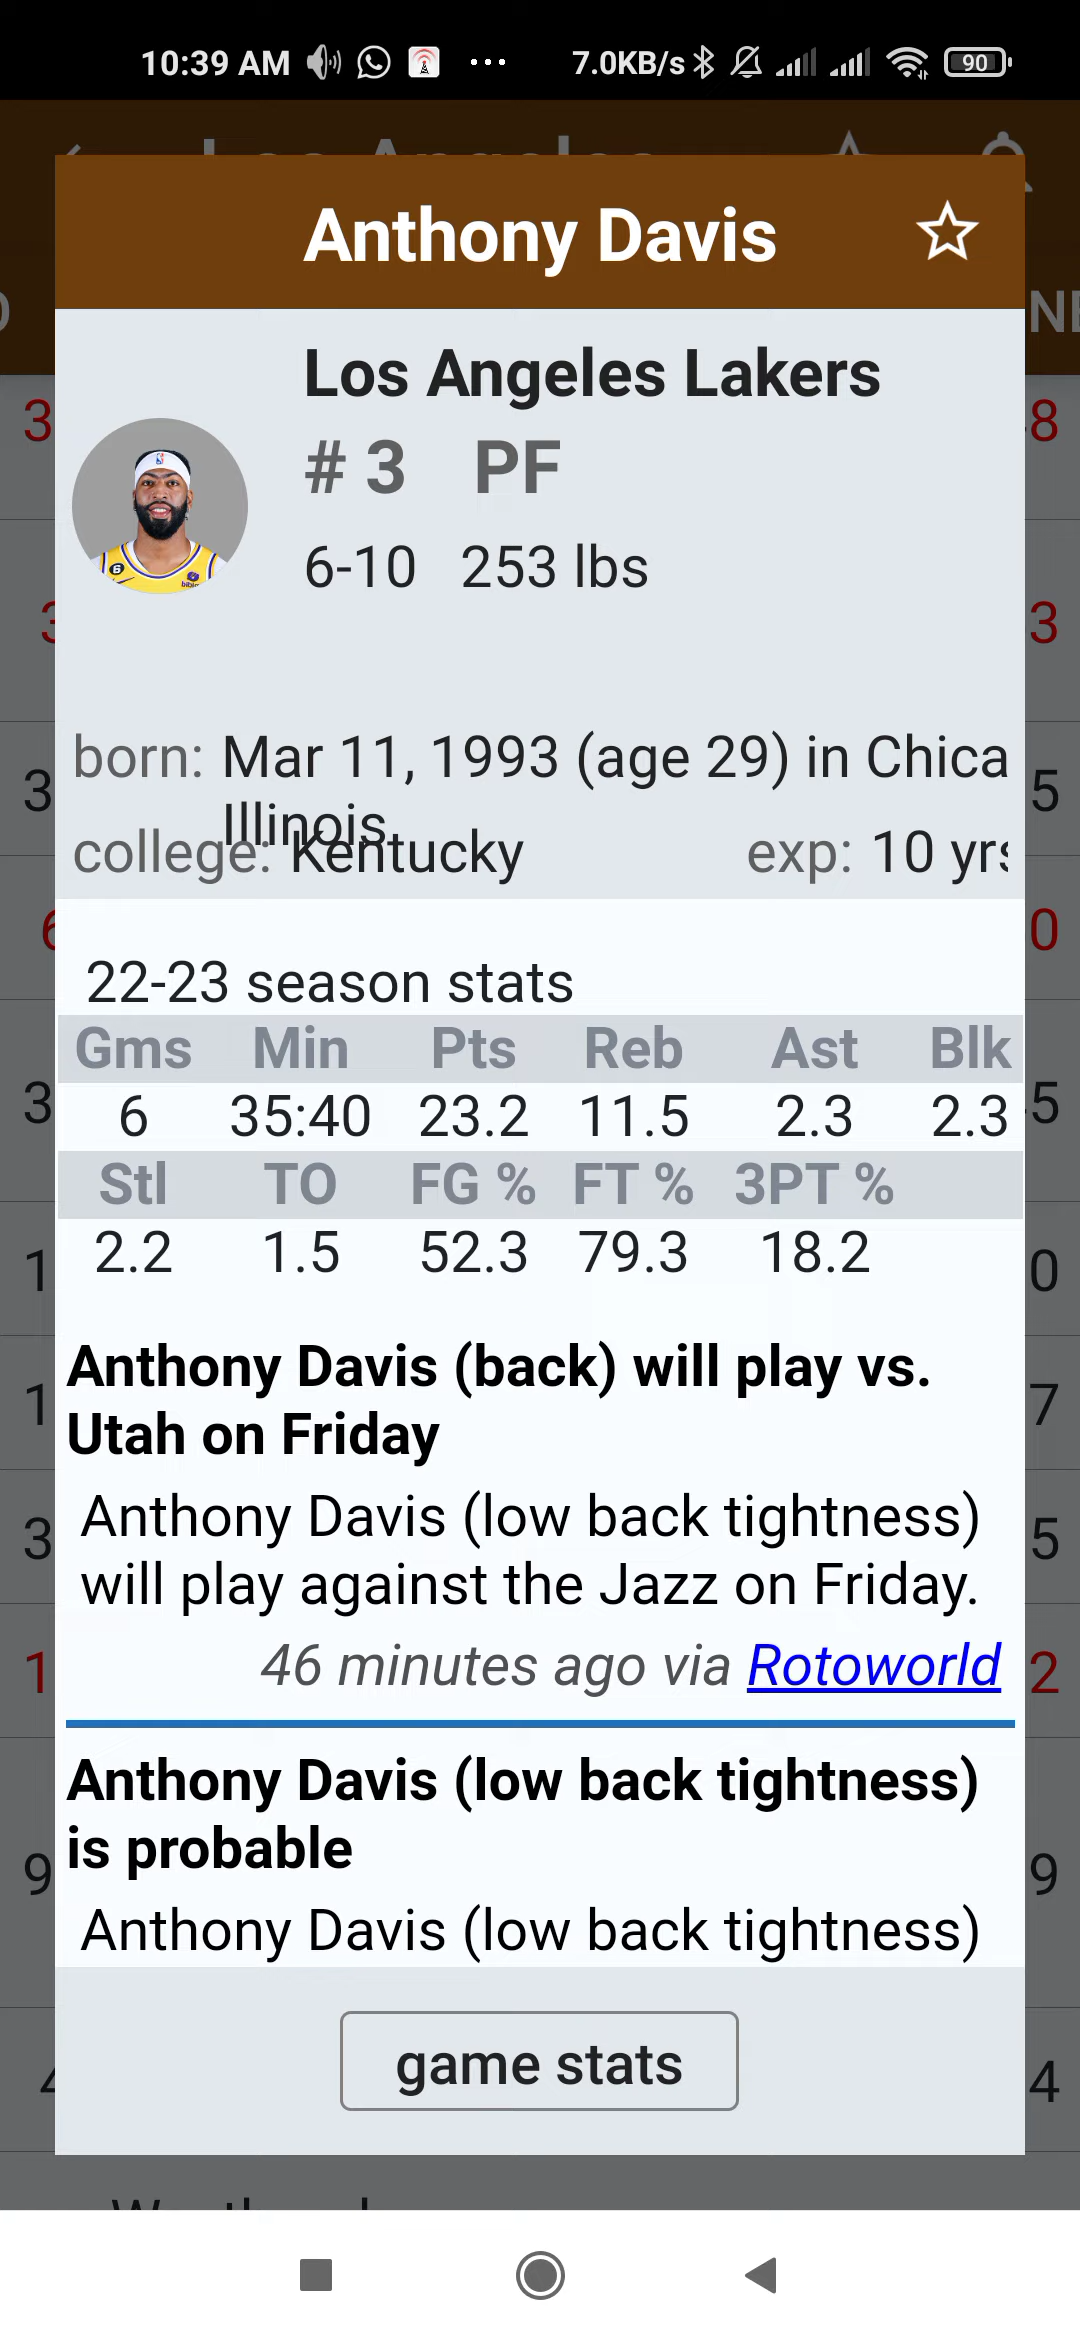 10:39 AM ... 7.0KB/s 90
Anthony Davis
Los Angeles Lakers
# 3 PF
6-10 253 lbs
born: Mar 11, 1993 (age 29) in Chica
Illinois
college: Kentucky exp: 10 yrs
22-23 season stats
Gms Min Pts Reb Ast Blk
6 35:40 23.2 11.5 2.3 2.3
Stl TO FG % FT % 3PT %
2.2 1.5 52.3 79.3 18.2
Anthony Davis (back) will play vs.
Utah on Friday
Anthony Davis (low back tightness)
will play against the Jazz on Friday.
46 minutes ago via Rotoworld
Anthony Davis (low back tightness)
is probable
Anthony Davis (low back tightness)
game stats